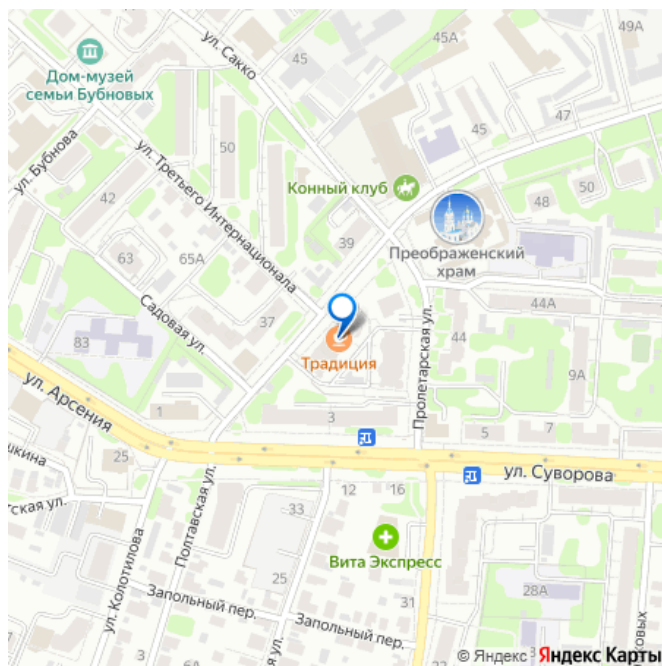 49А
45А
ул. Сакко
45
47
Дом-музей
семьи Бубновых
45
50
ул. Третьего Интернационала
ул. Бубнова
Конный клуб
50
42
48
39
Преображенский
храм
63
65А
44А
Садовая ул.
37
Пролетарская ул.
44
83
Традиция
9А
ул. Арсения
1
3
5
7
25
ул. Суворова
12
16
Полтавская ул.
33
Вита Экспресс
ул. Колотилова
25
28А
Запольный пер.
31
Запольный пер.
3
6
34
© Яндекс Яндекс Карты